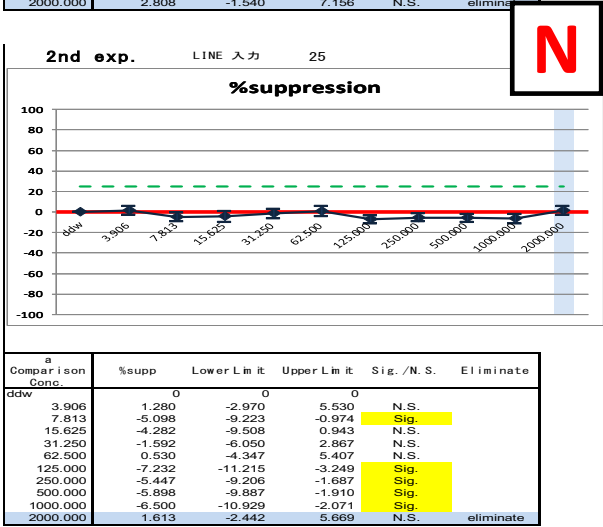 2000.000 2.808 -1.540 7.156 N.S.
N
2nd exp. LINE 入力 25
%suppression
100
80
60
40
20
0
-20
-40
-60
-80
-100
ddw 3.906 7.813 15.625 31.250 62.500 125.000 250.000 500.000 1000.000 2000.000
a
Comparison %supp LowerLimit UpperLimit Sig./N.S. Eliminate
Conc.
ddw 0 0 0
3.906 1.280 -2.970 5.530 N.S.
7.813 -5.098 -9.223 -0.974 Sig.
15.625 -4.282 -9.508 0.943 N.S.
31.250 -1.592 -6.050 2.867 N.S.
62.500 0.530 -4.347 5.407 N.S.
125.000 -7.232 -11.215 -3.249 Sig.
250.000 -5.447 -9.206 -1.687 Sig.
500.000 -5.898 -9.887 -1.910 Sig.
1000.000 -6.500 -10.929 -2.071 Sig.
2000.000 1.613 -2.442 5.669 N.S. eliminate